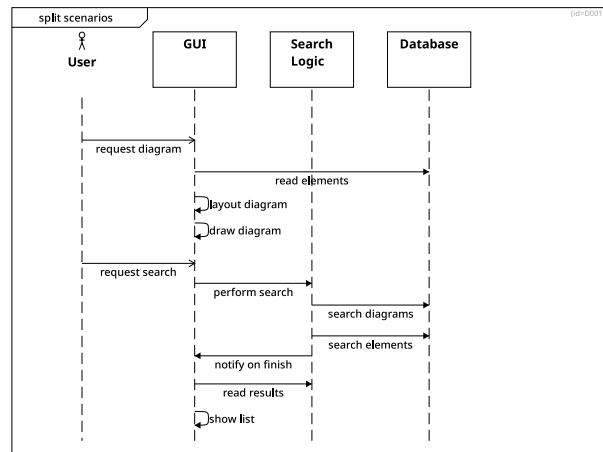 split scenarios
{id=D001
User
GUI
Search
Logic
Database
request diagram
read elements
layout diagram
draw diagram
request search
perform search
search diagrams
search elements
notify on finish
read results
show list